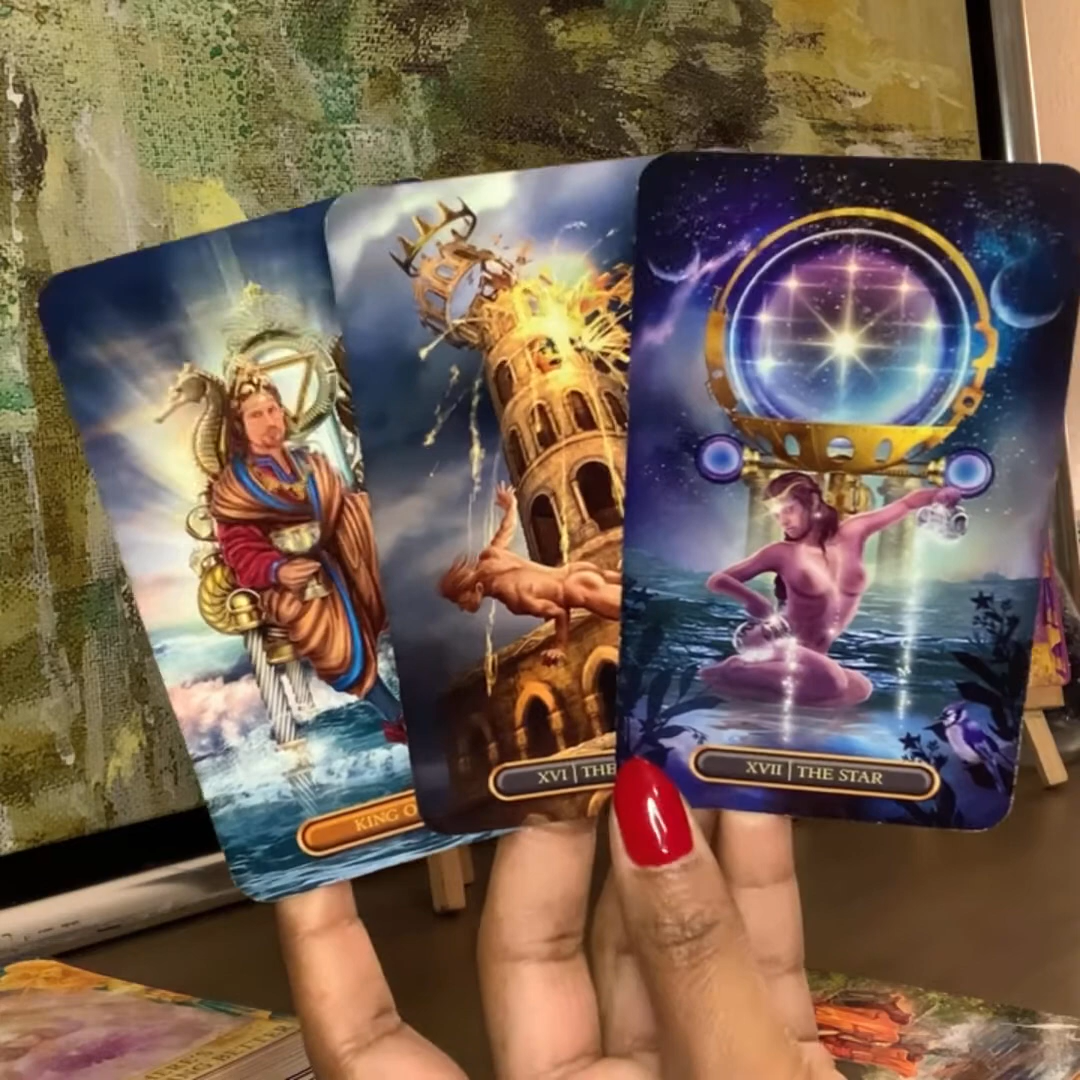 KING O
XVI | THE
XVII | THE STAR